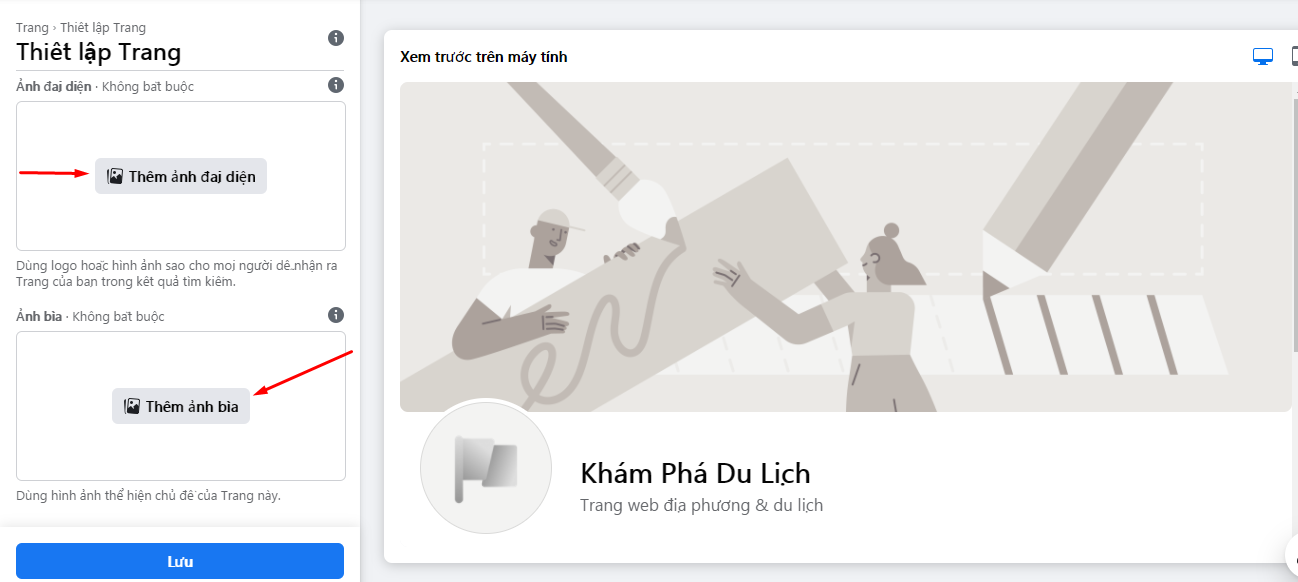 Trang › Thiết lập Trang
Thiết lập Trang
Ảnh đại diện · Không bắt buộc
Thêm ảnh đại diện
Dùng logo hoặc hình ảnh sao cho mọi người dễ nhận ra
Trang của bạn trong kết quả tìm kiếm.
Ảnh bìa · Không bắt buộc
Thêm ảnh bìa
Dùng hình ảnh thể hiện chủ đề của Trang này.
Lưu
Xem trước trên máy tính
Khám Phá Du Lịch
Trang web địa phương & du lịch